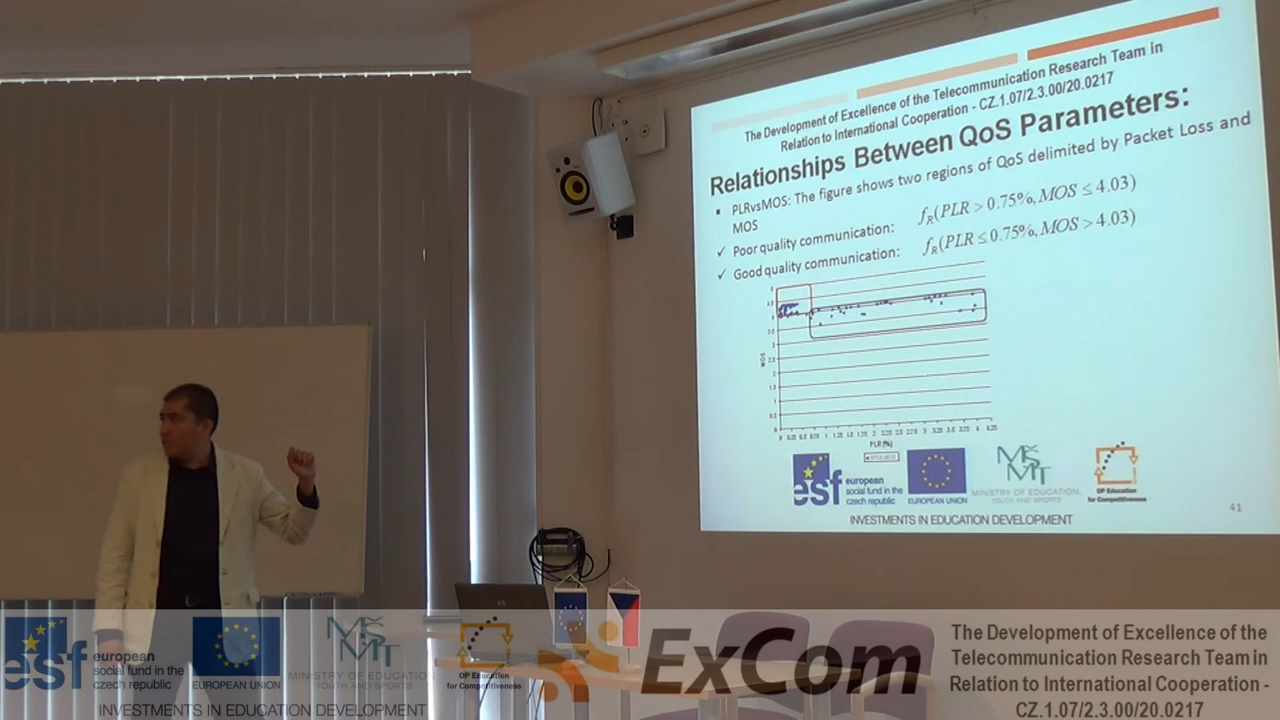 The Development of Excellence of the Telecommunication Research Team in
Relation to International Cooperation - CZ.1.07/2.3.00/20.0217
Relationships Between QoS Parameters:
▪ PLRvsMOS: The figure shows two regions of QoS delimited by Packet Loss and
MOS
✓ Poor quality communication: f_R(PLR > 0.75%, MOS ≤ 4.03)
✓ Good quality communication: f_R(PLR ≤ 0.75%, MOS > 4.03)
MOS
PLR (%)
esf european
social fund in the
czech republic
EUROPEAN UNION
MŠMT
MINISTRY OF EDUCATION,
YOUTH AND SPORTS
OP Education
for Competitiveness
INVESTMENTS IN EDUCATION DEVELOPMENT
41
esf european
social fund in the
czech republic
EUROPEAN UNION
MŠMT
MINISTRY OF EDUCATION,
YOUTH AND SPORTS
OP Education
for Competitiveness
INVESTMENTS IN EDUCATION DEVELOPMENT
ExCom
The Development of Excellence of the
Telecommunication Research Team in
Relation to International Cooperation -
CZ.1.07/2.3.00/20.0217